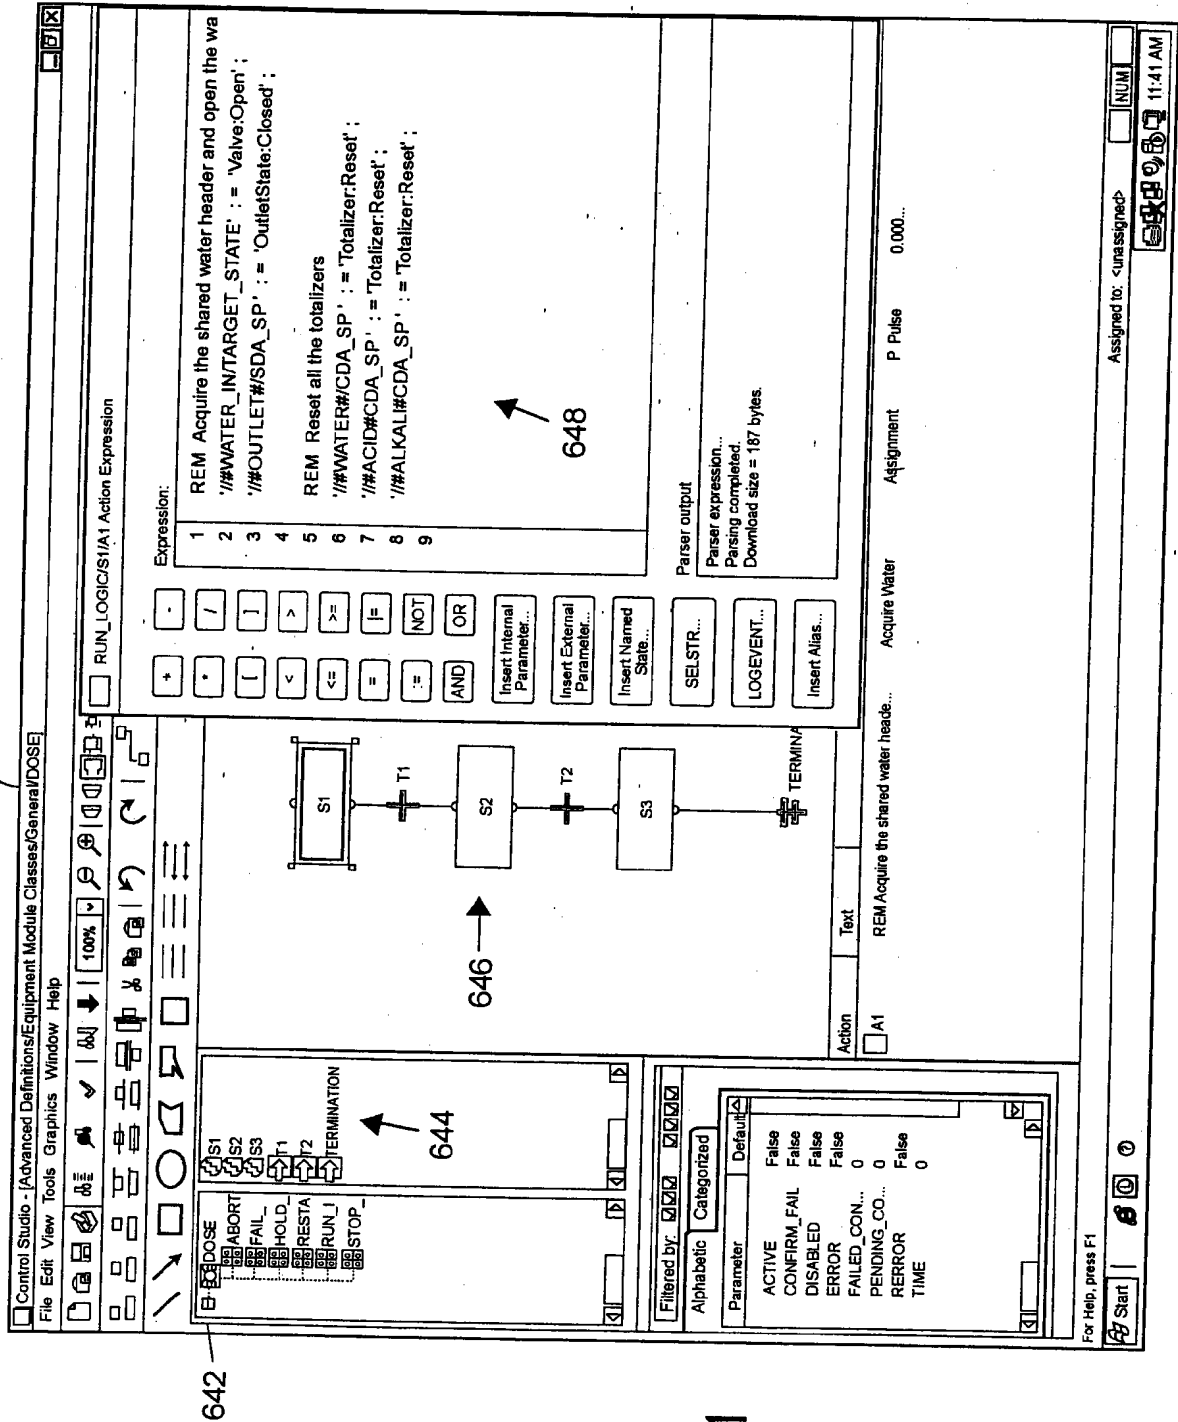 Control Studio - [Advanced Definitions/Equipment Module Classes/General/DOSE]
File Edit View Tools Graphics Window Help
100%
642
DOSE
ABORT
FAIL_
HOLD_
RESTA
RUN_I
STOP_
S1
S2
S3
T1
T2
TERMINATION
644
Filtered by:
Alphabetic Categorized
Parameter Default
ACTIVE False
CONFIRM_FAIL False
DISABLED False
ERROR False
FAILED_CON... 0
PENDING_CO... 0
RERROR False
TIME 0
S1
T1
S2
T2
S3
TERMINA
646
RUN_LOGIC/S1/A1 Action Expression
+ -
* /
( )
< >
<= >=
= !=
:= NOT
AND OR
Insert Internal Parameter...
Insert External Parameter...
Insert Named State...
SELSTR...
LOGEVENT...
Insert Alias...
Expression:
1 REM Acquire the shared water header and open the wa
2 '//#WATER_IN/TARGET_STATE' : = 'Valve:Open' ;
3 '//#OUTLET#/SDA_SP' : = 'OutletState:Closed' ;
4
5 REM Reset all the totalizers
6 '//#WATER#/CDA_SP' : = 'Totalizer:Reset' ;
7 '//#ACID#CDA_SP' : = 'Totalizer:Reset' ;
8 '//#ALKALI#CDA_SP' : = 'Totalizer:Reset' ;
9
648
Parser output
Parser expression...
Parsing completed.
Download size = 187 bytes.
Action Text
A1 REM Acquire the shared water heade... Acquire Water Assignment P Pulse 0.000...
For Help, press F1
Assigned to: <unassigned>
NUM
Start
11:41 AM